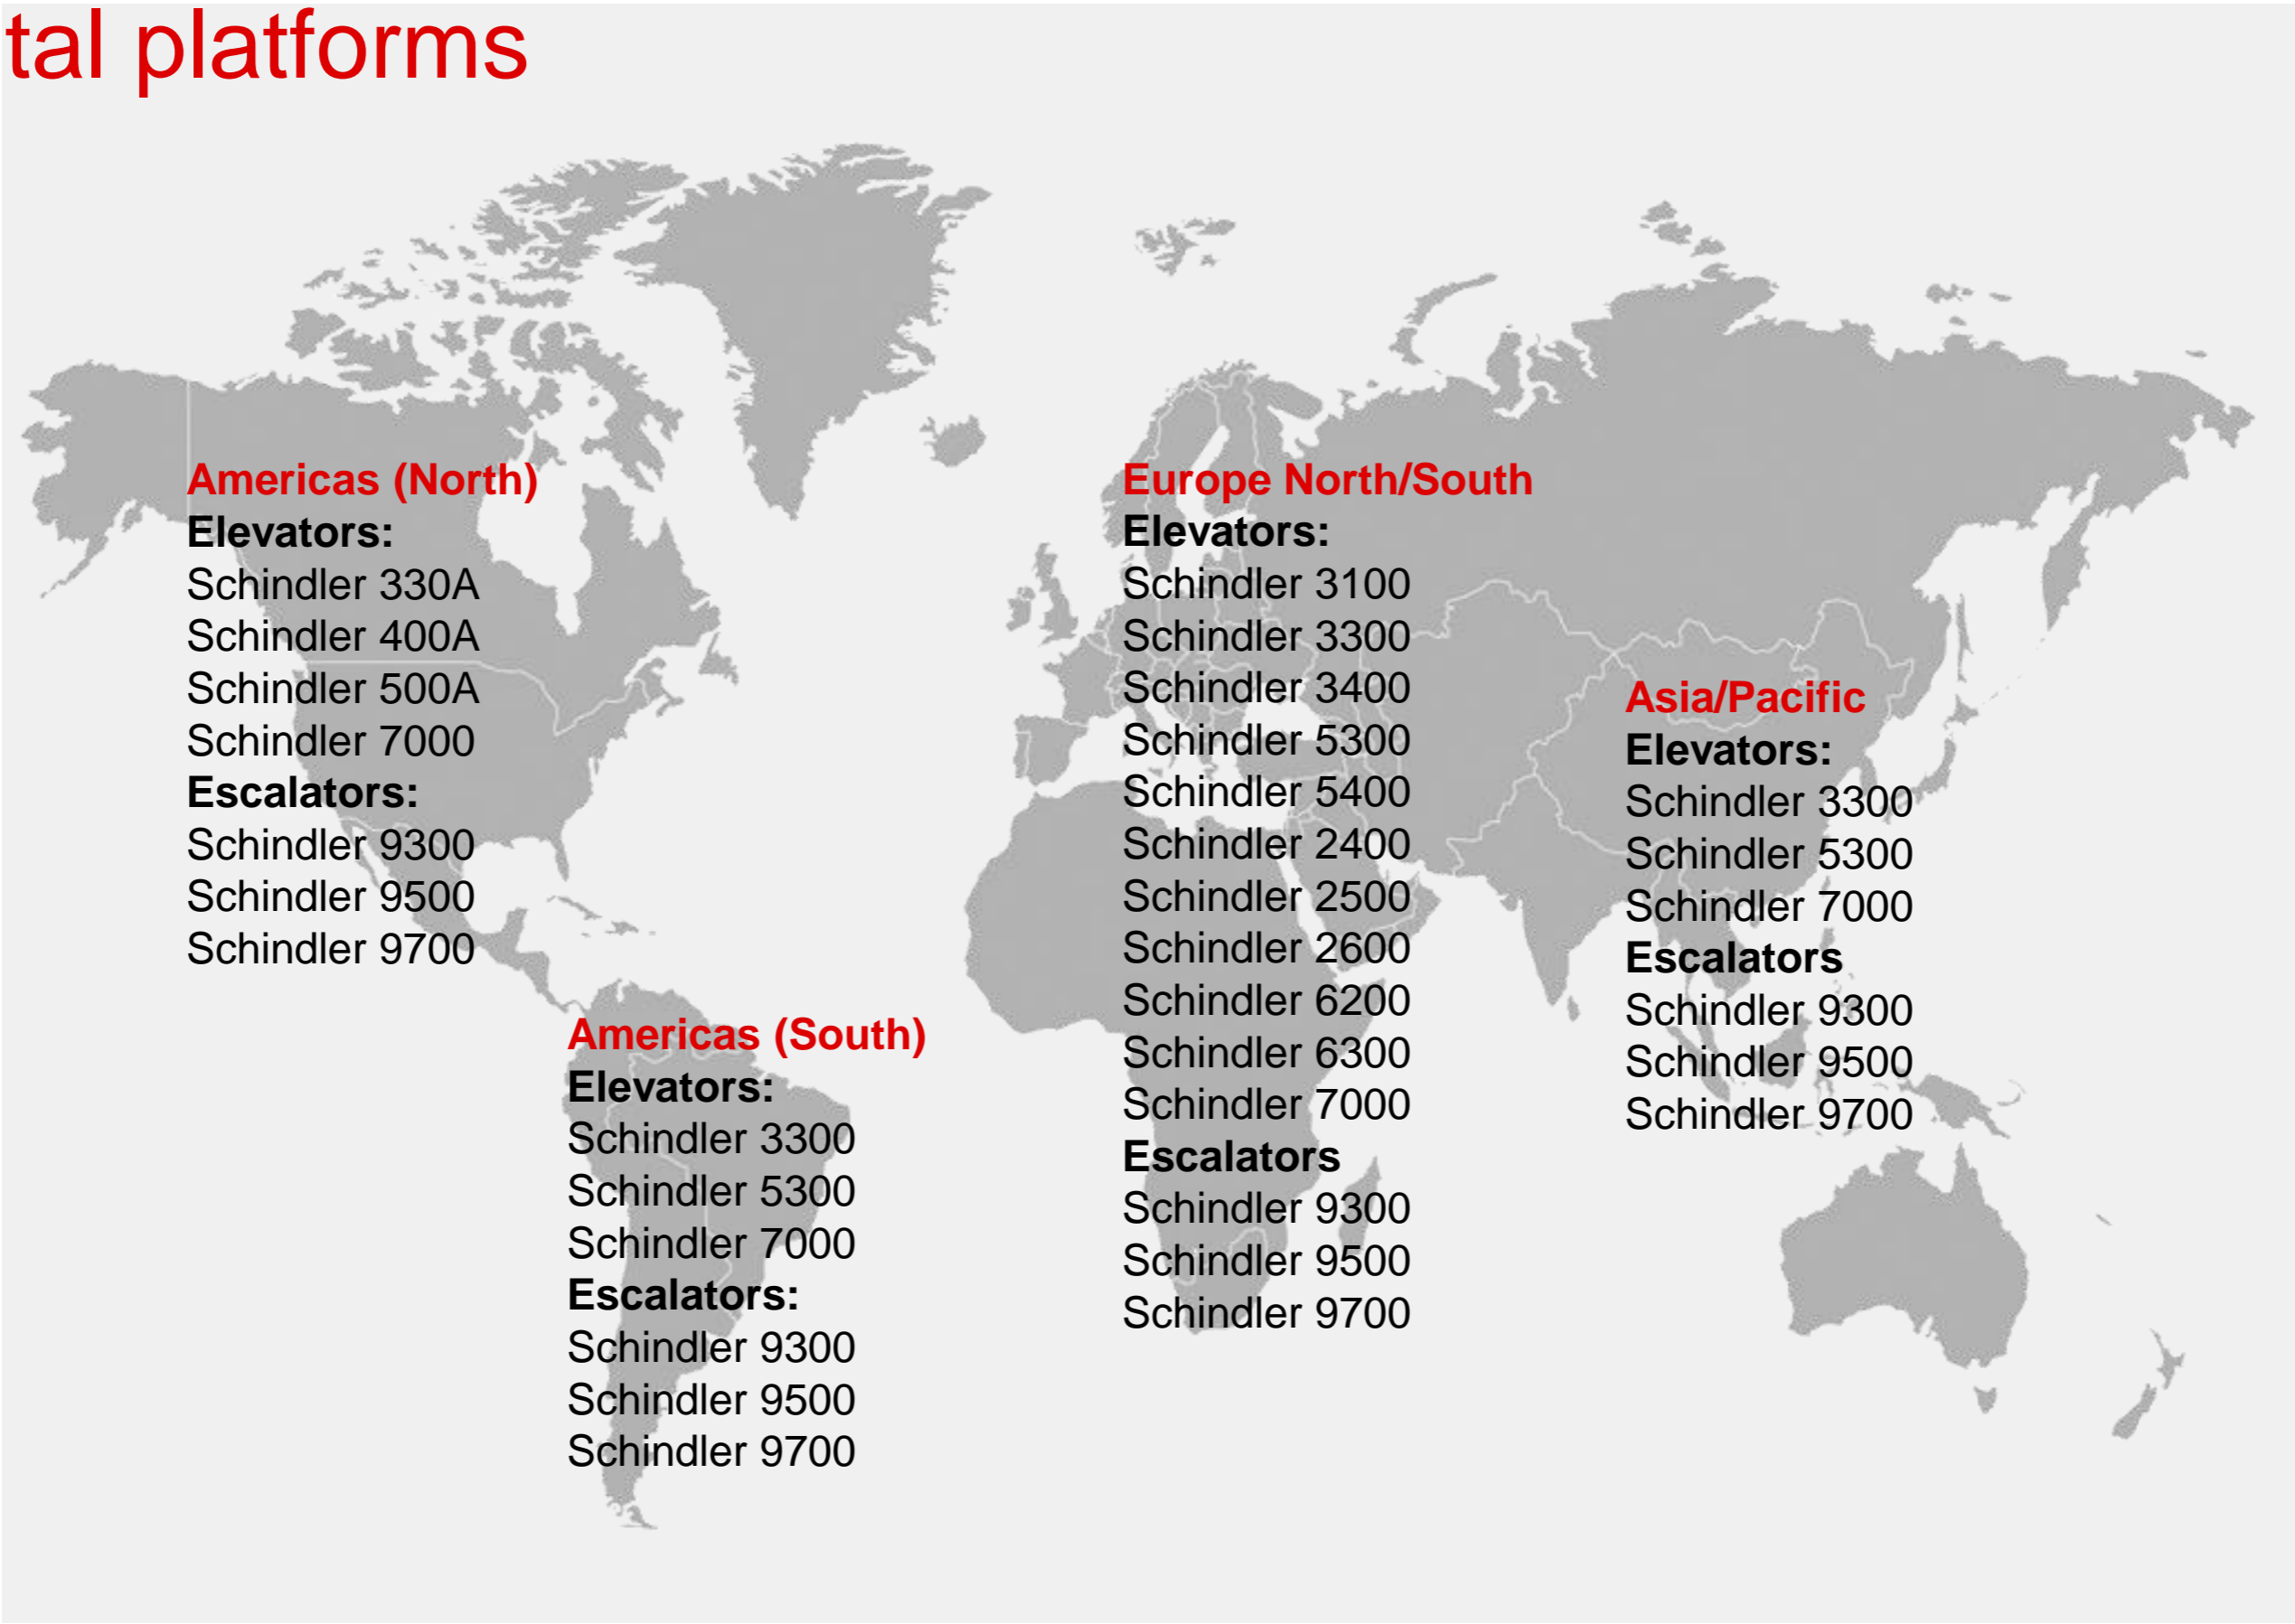 tal platforms
Americas (North)
Elevators:
Schindler 330A
Schindler 400A
Schindler 500A
Schindler 7000
Escalators:
Schindler 9300
Schindler 9500
Schindler 9700
Americas (South)
Elevators:
Schindler 3300
Schindler 5300
Schindler 7000
Escalators:
Schindler 9300
Schindler 9500
Schindler 9700
Europe North/South
Elevators:
Schindler 3100
Schindler 3300
Schindler 3400
Schindler 5300
Schindler 5400
Schindler 2400
Schindler 2500
Schindler 2600
Schindler 6200
Schindler 6300
Schindler 7000
Escalators
Schindler 9300
Schindler 9500
Schindler 9700
Asia/Pacific
Elevators:
Schindler 3300
Schindler 5300
Schindler 7000
Escalators
Schindler 9300
Schindler 9500
Schindler 9700